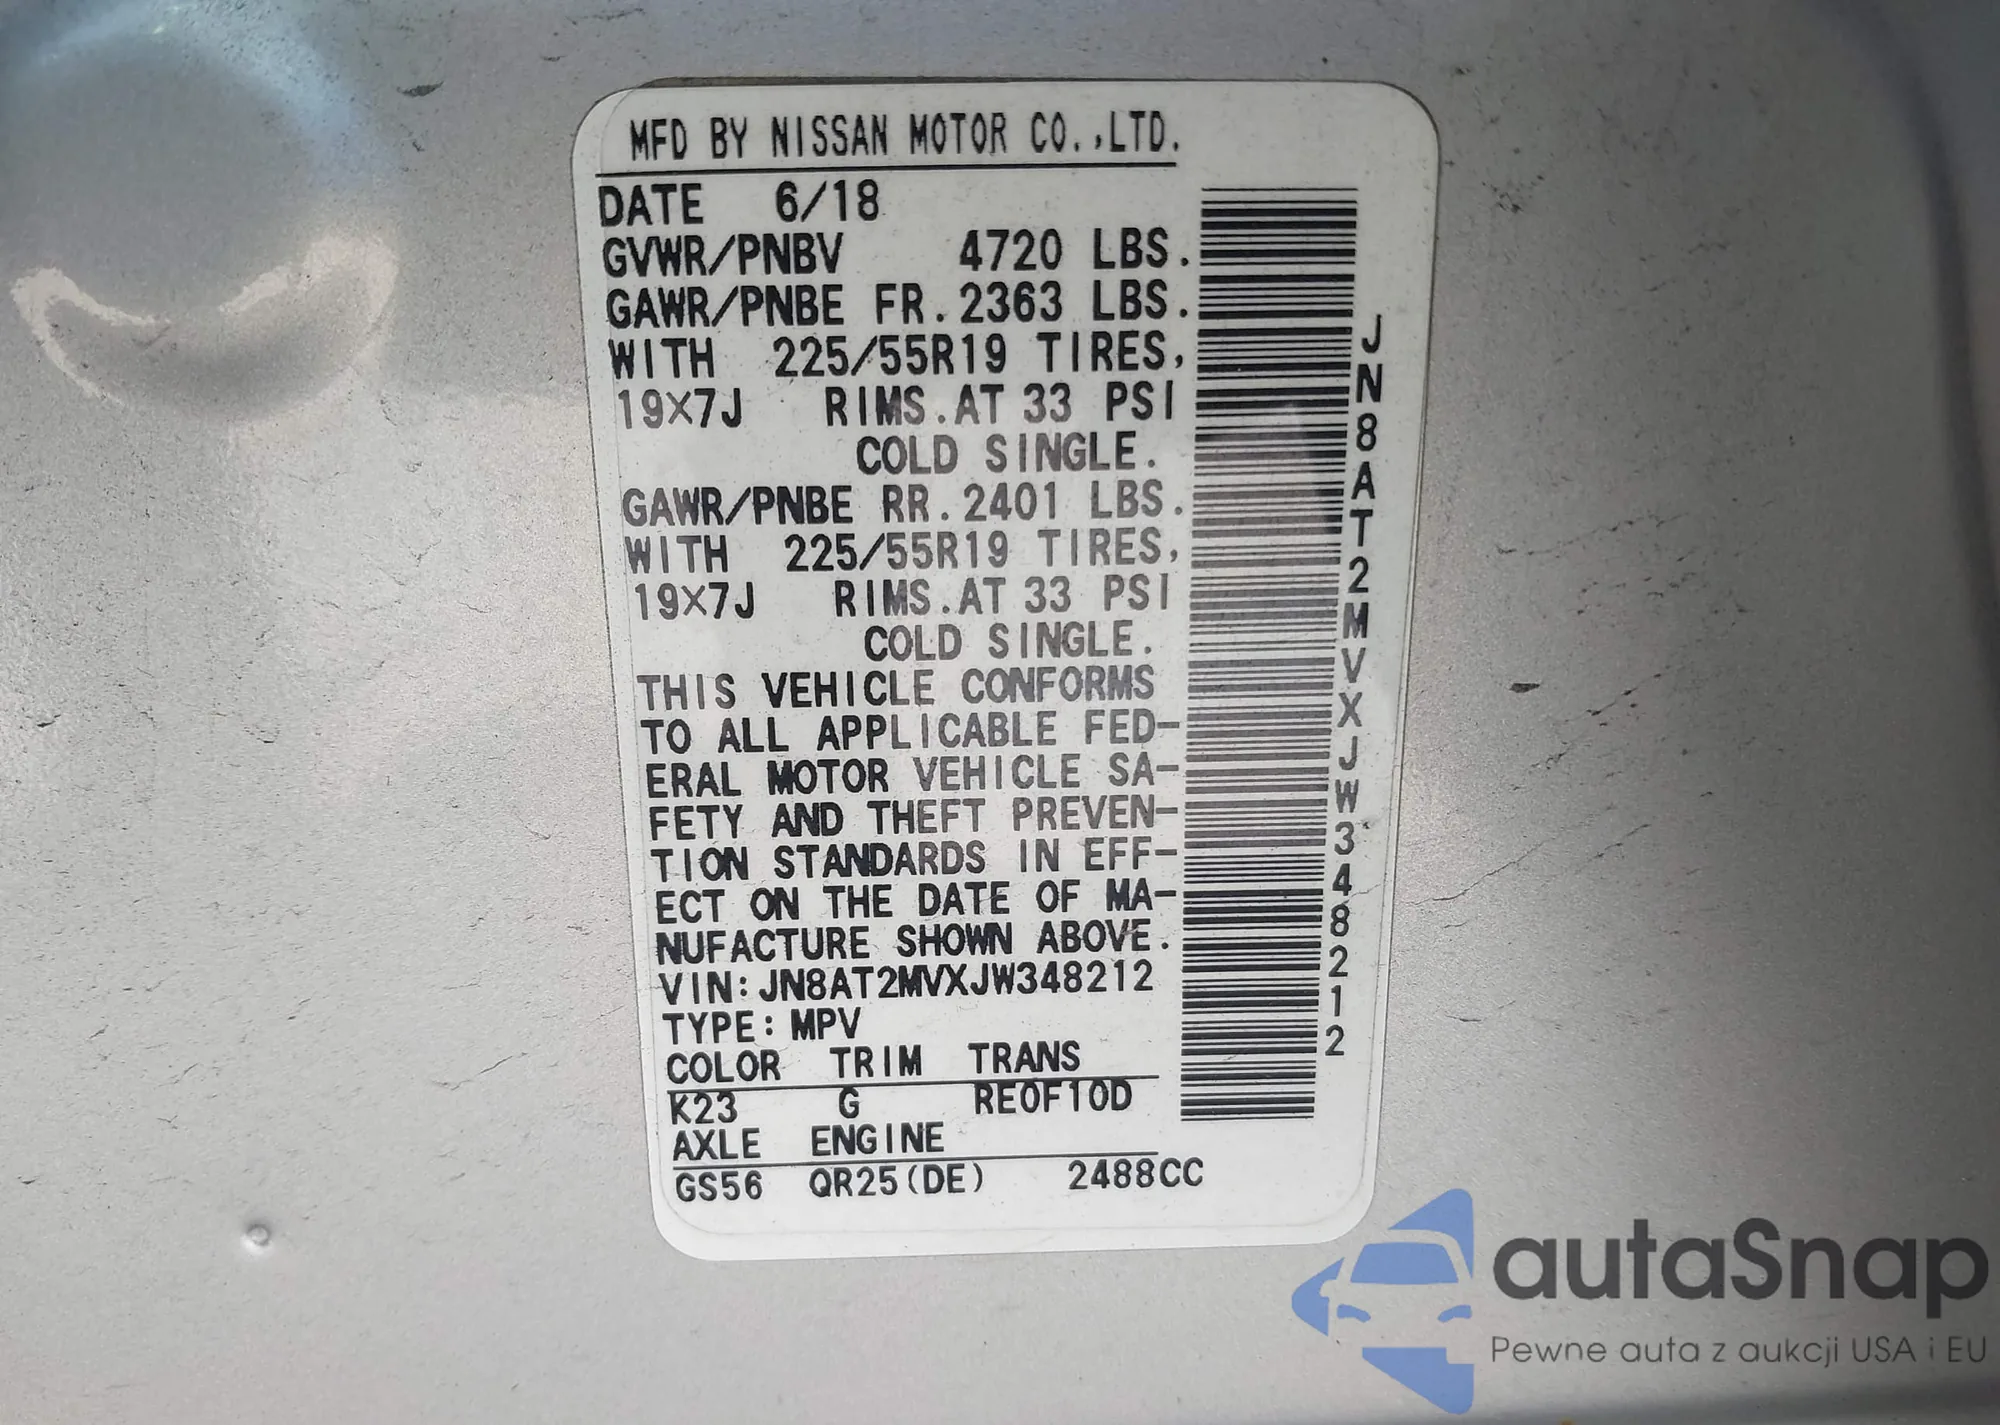 MFD BY NISSAN MOTOR CO.,LTD.
DATE 6/18
GVWR/PNBV 4720 LBS.
GAWR/PNBE FR.2363 LBS.
WITH 225/55R19 TIRES,
19X7J RIMS.AT 33 PSI
COLD SINGLE.
GAWR/PNBE RR.2401 LBS.
WITH 225/55R19 TIRES,
19X7J RIMS.AT 33 PSI
COLD SINGLE.
THIS VEHICLE CONFORMS
TO ALL APPLICABLE FED-
ERAL MOTOR VEHICLE SA-
FETY AND THEFT PREVEN-
TION STANDARDS IN EFF-
ECT ON THE DATE OF MA-
NUFACTURE SHOWN ABOVE.
VIN:JN8AT2MVXJW348212
TYPE:MPV
COLOR TRIM TRANS
K23 G RE0F10D
AXLE ENGINE
GS56 QR25(DE) 2488CC
JN8AT2MVXJW348212
autaSnap
Pewne auta z aukcji USA i EU